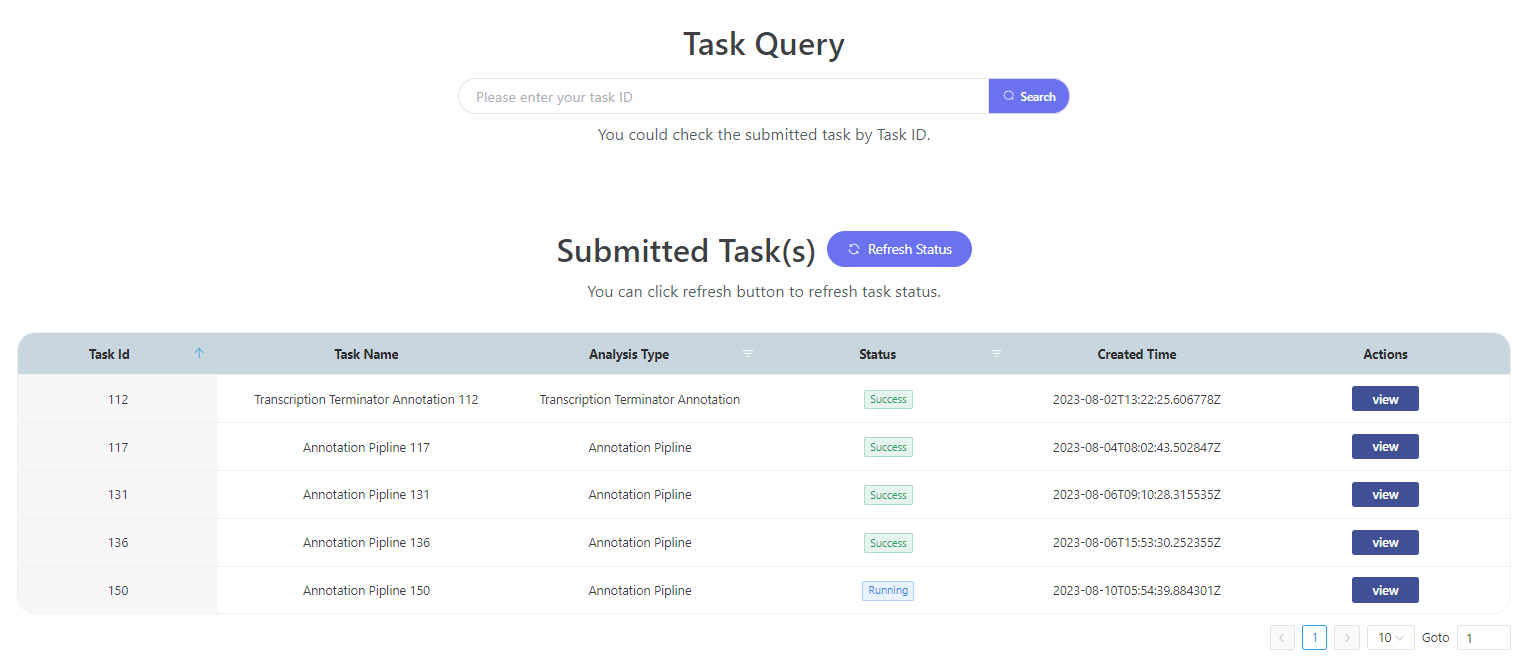 Task Query
Please enter your task ID
Search
You could check the submitted task by Task ID.
Submitted Task(s)
Refresh Status
You can click refresh button to refresh task status.
Task Id Task Name Analysis Type Status Created Time Actions
112 Transcription Terminator Annotation 112 Transcription Terminator Annotation Success 2023-08-02T13:22:25.606778Z view
117 Annotation Pipline 117 Annotation Pipline Success 2023-08-04T08:02:43.502847Z view
131 Annotation Pipline 131 Annotation Pipline Success 2023-08-06T09:10:28.315535Z view
136 Annotation Pipline 136 Annotation Pipline Success 2023-08-06T15:53:30.252355Z view
150 Annotation Pipline 150 Annotation Pipline Running 2023-08-10T05:54:39.884301Z view
1 10 Goto 1